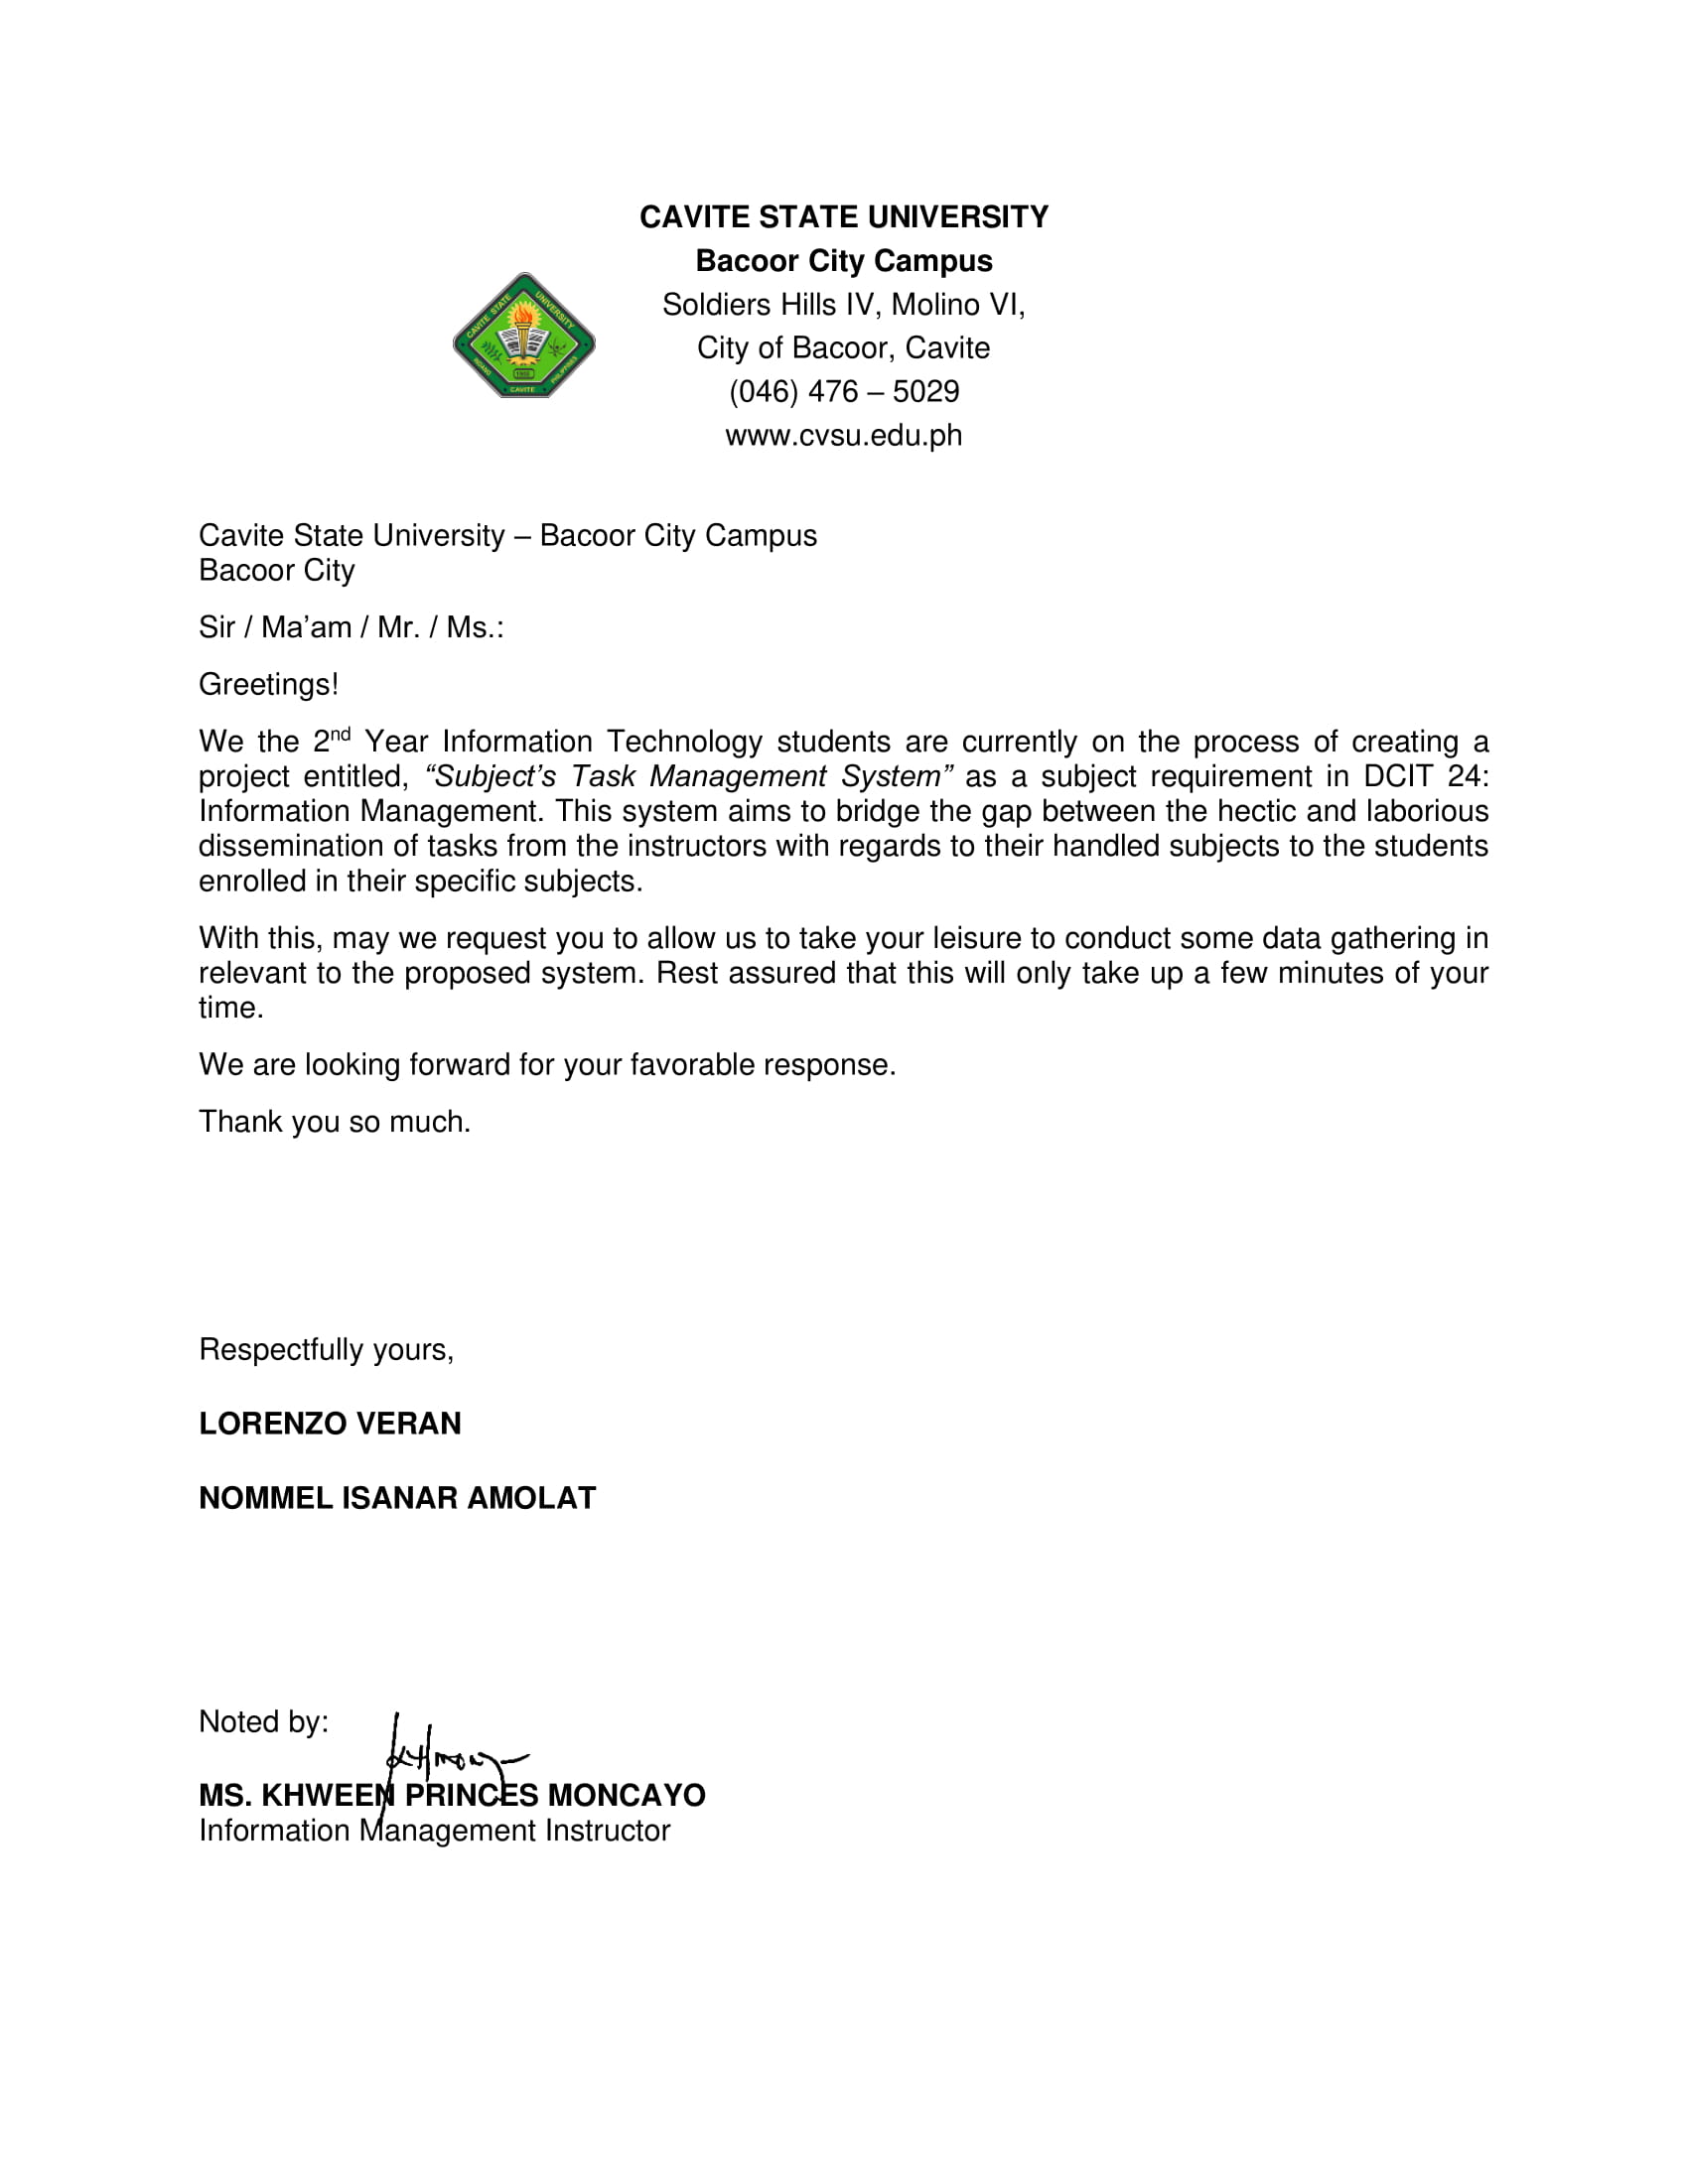 CAVITE STATE UNIVERSITY
Bacoor City Campus
Soldiers Hills IV, Molino VI,
City of Bacoor, Cavite
(046) 476 – 5029
www.cvsu.edu.ph
CAVITE STATE UNIVERSITY
CAVITE
PHILIPPINES
Cavite State University – Bacoor City Campus
Bacoor City
Sir / Ma’am / Mr. / Ms.:
Greetings!
We the 2nd Year Information Technology students are currently on the process of creating a
project entitled, “Subject’s Task Management System” as a subject requirement in DCIT 24:
Information Management. This system aims to bridge the gap between the hectic and laborious
dissemination of tasks from the instructors with regards to their handled subjects to the students
enrolled in their specific subjects.
With this, may we request you to allow us to take your leisure to conduct some data gathering in
relevant to the proposed system. Rest assured that this will only take up a few minutes of your
time.
We are looking forward for your favorable response.
Thank you so much.
Respectfully yours,
LORENZO VERAN
NOMMEL ISANAR AMOLAT
Noted by:
MS. KHWEEN PRINCES MONCAYO
Information Management Instructor